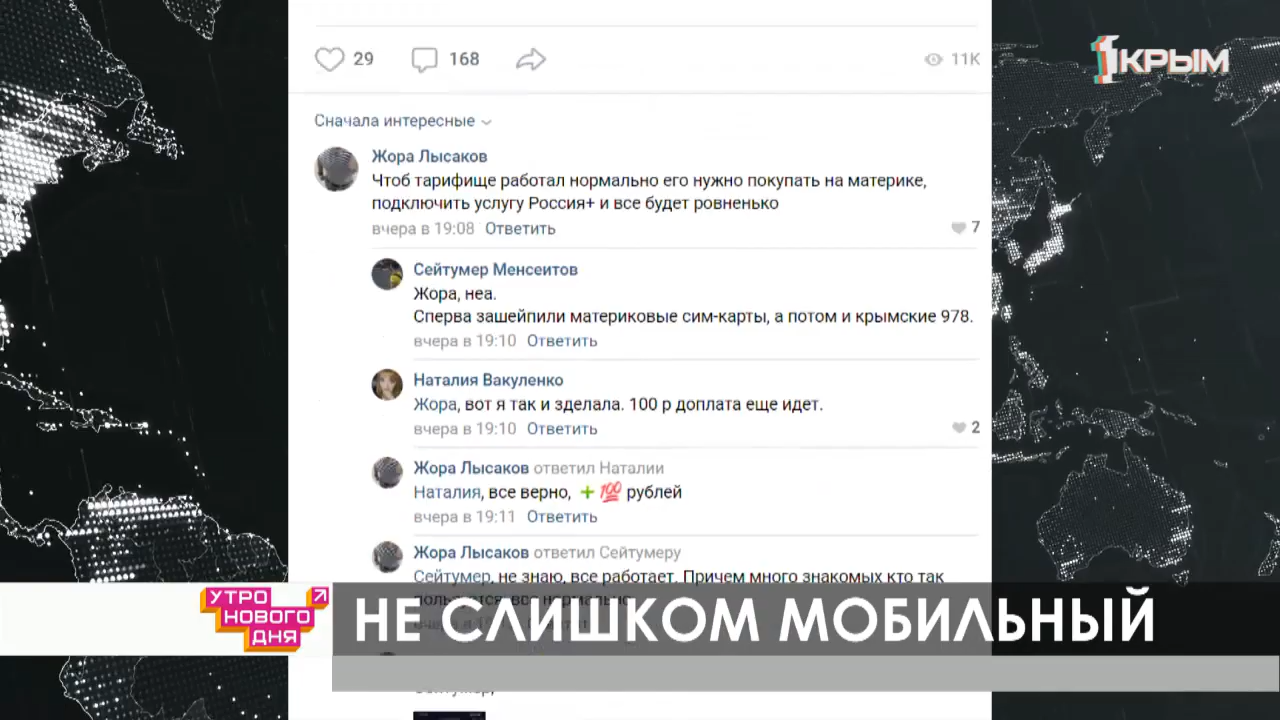 29
168
11K
1КРЫМ
Сначала интересные
Жора Лысаков
Чтоб тарифище работал нормально его нужно покупать на материке,
подключить услугу Россия+ и все будет ровненько
вчера в 19:08 Ответить
7
Сейтумер Менсеитов
Жора, неа.
Сперва зашейпили материковые сим-карты, а потом и крымские 978.
вчера в 19:10 Ответить
Наталия Вакуленко
Жора, вот я так и зделала. 100 р доплата еще идет.
вчера в 19:10 Ответить
2
Жора Лысаков ответил Наталии
Наталия, все верно, ➕ 💯 рублей
вчера в 19:11 Ответить
Жора Лысаков ответил Сейтумеру
Сейтумер, не знаю, все работает. Причем много знакомых кто так
пользуется, все нормально
УТРО
НОВОГО
ДНЯ
НЕ СЛИШКОМ МОБИЛЬНЫЙ